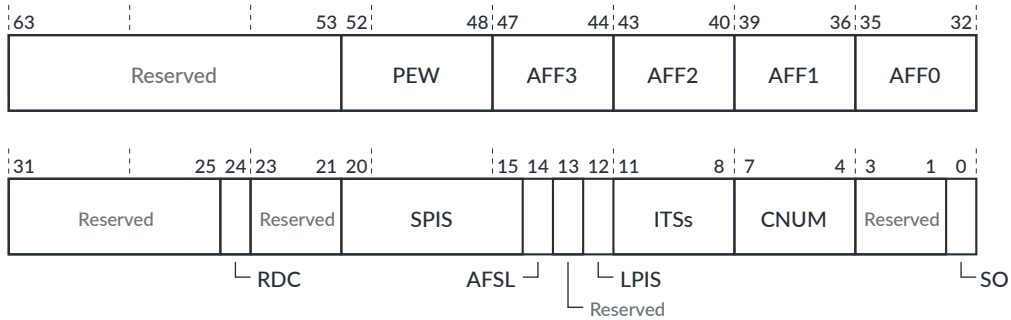 63 53 52 48 47 44 43 40 39 36 35 32
Reserved PEW AFF3 AFF2 AFF1 AFF0
31 25 24 23 21 20 15 14 13 12 11 8 7 4 3 1 0
Reserved Reserved SPIS ITSs CNUM Reserved
RDC AFSL LPIS SO
Reserved